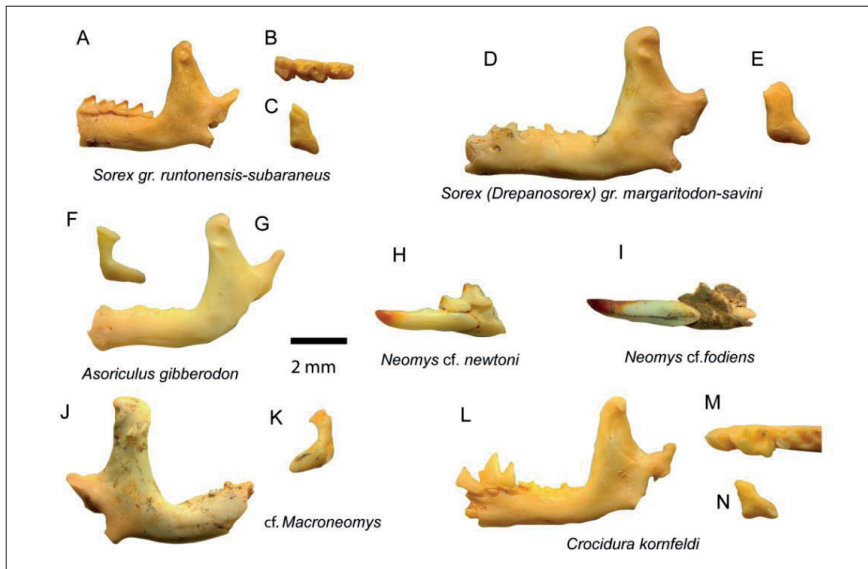 A
B
C
D
E
Sorex gr. runtonensis-subaraneus
Sorex (Drepanosorex) gr. margaritodon-savini
F
G
H
I
2 mm
Asoriculus gibberodon
Neomys cf. newtoni
Neomys cf.fodiens
J
K
L
M
N
cf. Macroneomys
Crocidura kornfeldi